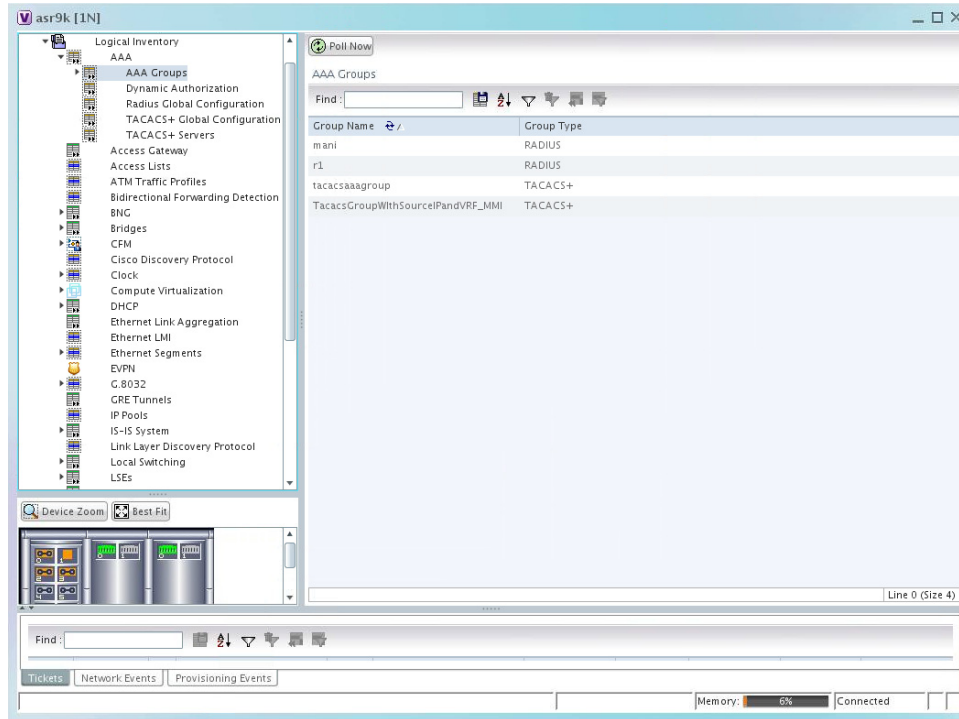 asr9k [1N]
Logical Inventory
AAA
AAA Groups
Dynamic Authorization
Radius Global Configuration
TACACS+ Global Configuration
TACACS+ Servers
Access Gateway
Access Lists
ATM Traffic Profiles
Bidirectional Forwarding Detection
BNG
Bridges
CFM
Cisco Discovery Protocol
Clock
Compute Virtualization
DHCP
Ethernet Link Aggregation
Ethernet LMI
Ethernet Segments
EVPN
G.8032
GRE Tunnels
IP Pools
IS-IS System
Link Layer Discovery Protocol
Local Switching
LSEs
Device Zoom Best Fit
Poll Now
AAA Groups
Find :
Group Name Group Type
mani RADIUS
r1 RADIUS
tacacsaaagroup TACACS+
TacacsGroupWIthSourceIPandVRF_MMI TACACS+
Line 0 (Size 4)
Find :
Tickets Network Events Provisioning Events
Memory: 6% Connected